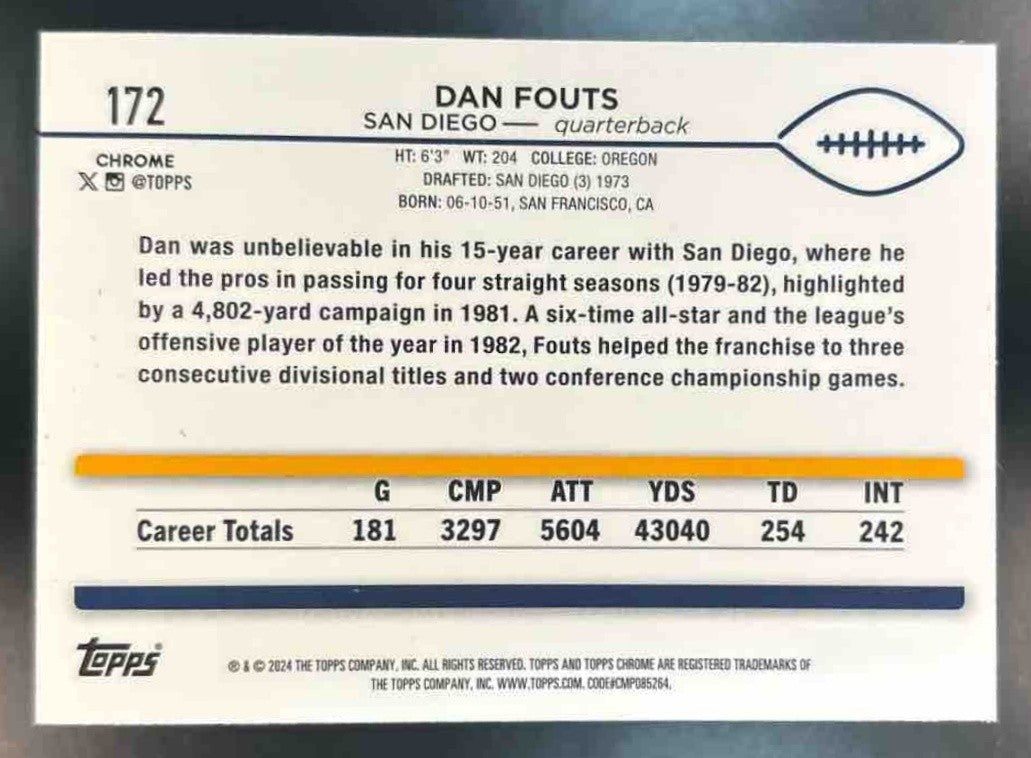 172
DAN FOUTS
SAN DIEGO — quarterback
CHROME
X @TOPPS
HT: 6'3" WT: 204 COLLEGE: OREGON
DRAFTED: SAN DIEGO (3) 1973
BORN: 06-10-51, SAN FRANCISCO, CA
Dan was unbelievable in his 15-year career with San Diego, where he
led the pros in passing for four straight seasons (1979-82), highlighted
by a 4,802-yard campaign in 1981. A six-time all-star and the league's
offensive player of the year in 1982, Fouts helped the franchise to three
consecutive divisional titles and two conference championship games.
G CMP ATT YDS TD INT
Career Totals 181 3297 5604 43040 254 242
topps®
® & © 2024 THE TOPPS COMPANY, INC. ALL RIGHTS RESERVED. TOPPS AND TOPPS CHROME ARE REGISTERED TRADEMARKS OF
THE TOPPS COMPANY, INC. WWW.TOPPS.COM. CODE#CMP085264.